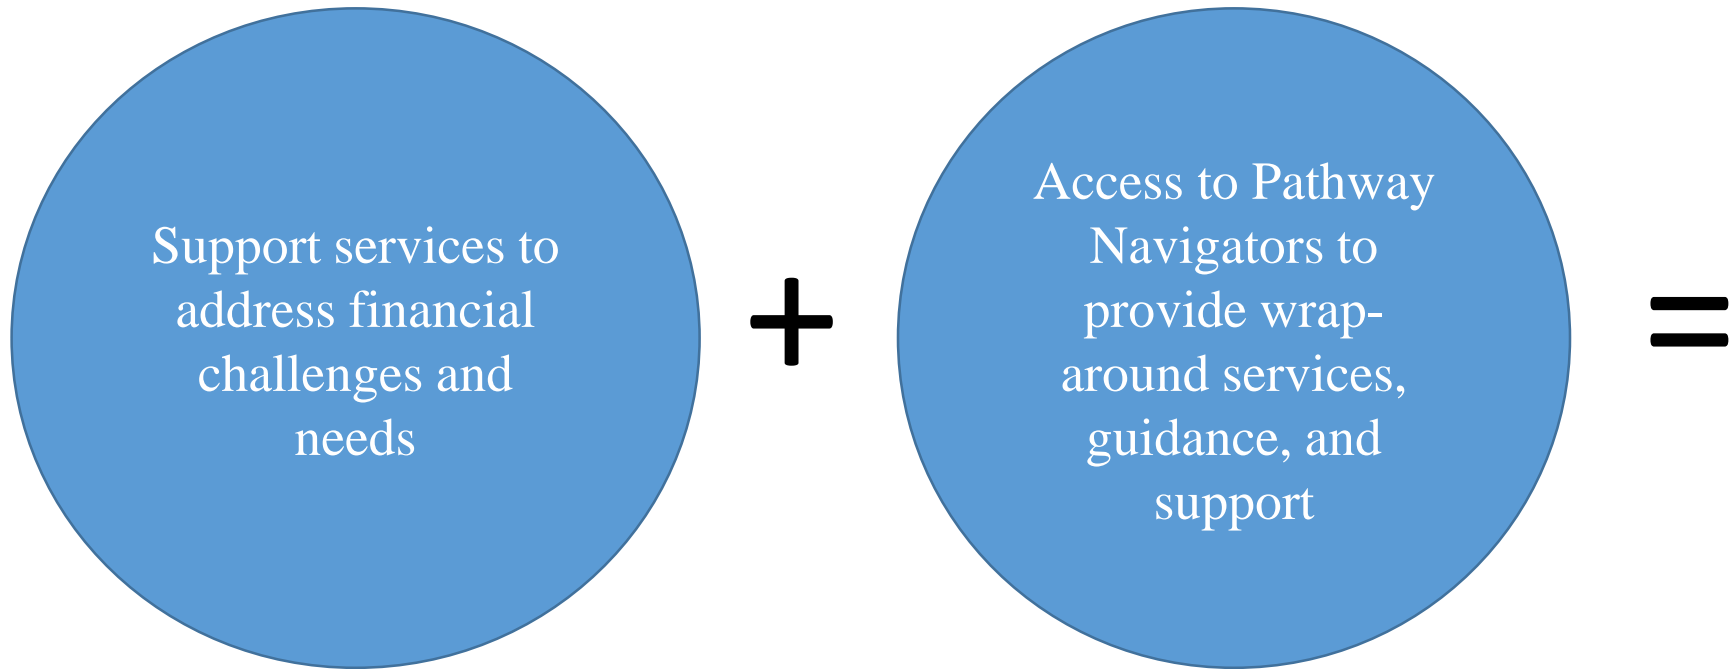 Support services to
address financial
challenges and
needs
+
Access to Pathway
Navigators to
provide wrap-
around services,
guidance, and
support
=